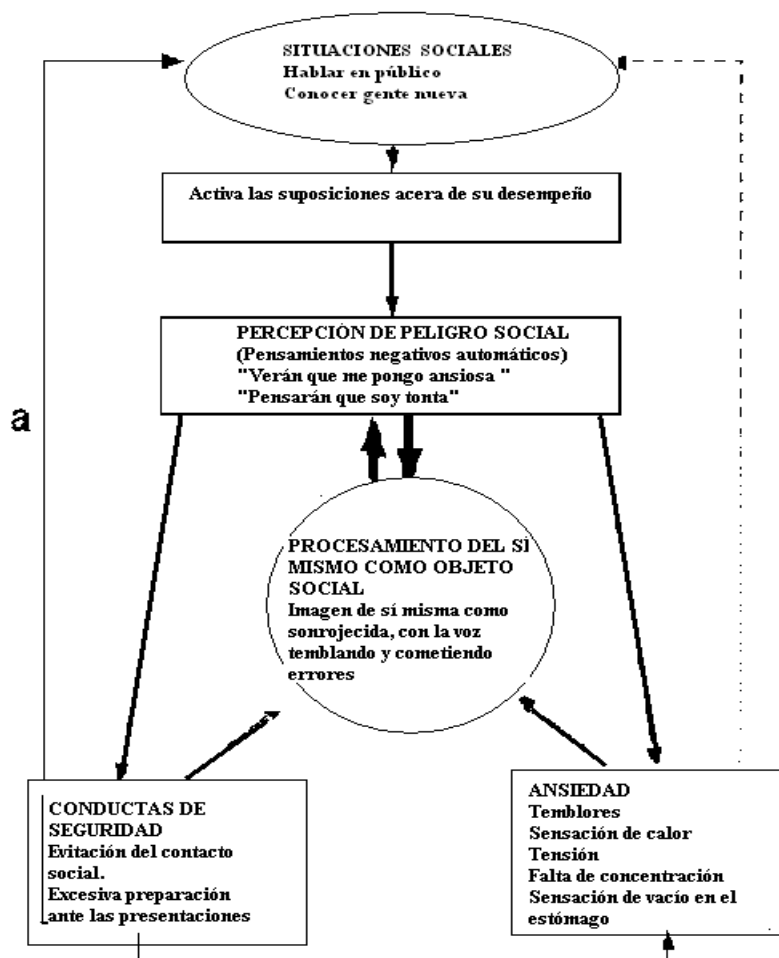 SITUACIONES SOCIALES
Hablar en público
Conocer gente nueva
Activa las suposiciones acera de su desempeño
PERCEPCIÓN DE PELIGRO SOCIAL
(Pensamientos negativos automáticos)
"Verán que me pongo ansiosa "
"Pensarán que soy tonta"
a
PROCESAMIENTO DEL SÍ
MISMO COMO OBJETO
SOCIAL
Imagen de sí misma como
sonrojecida, con la voz
temblando y cometiendo
errores
CONDUCTAS DE
SEGURIDAD
Evitación del contacto
social.
Excesiva preparación
ante las presentaciones
ANSIEDAD
Temblores
Sensación de calor
Tensión
Falta de concentración
Sensación de vacío en el
estómago